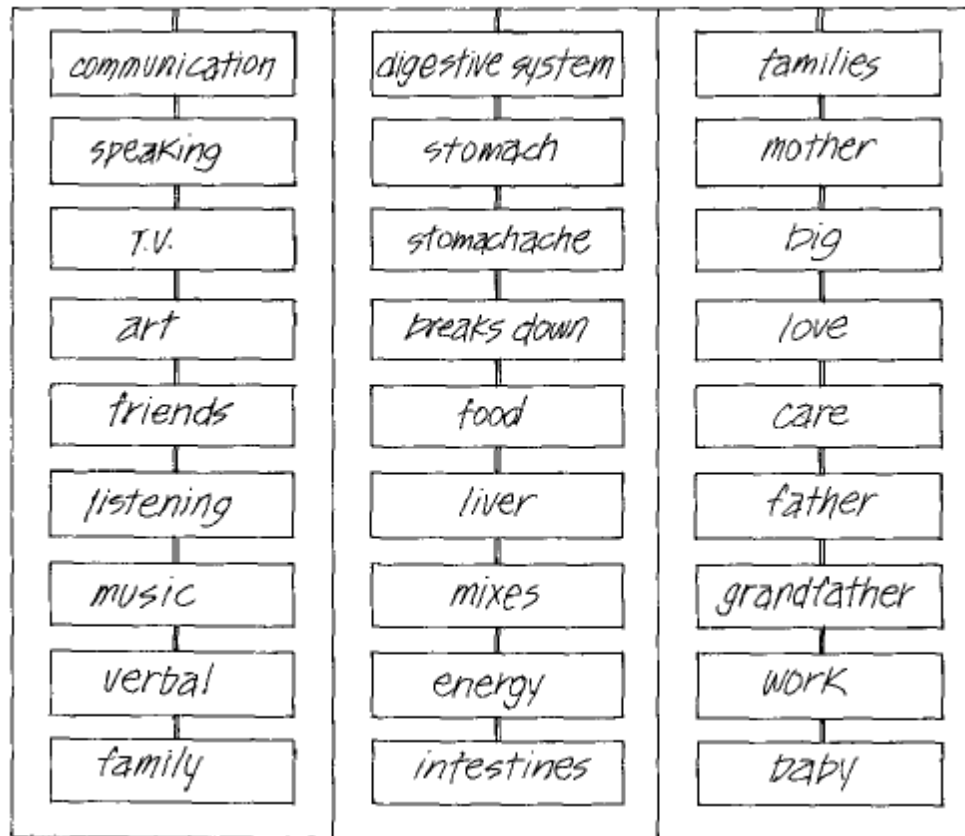 communication
speaking
T.V.
art
friends
listening
music
verbal
family
digestive system
stomach
stomachache
breaks down
food
liver
mixes
energy
intestines
families
mother
big
love
care
father
grandfather
work
baby